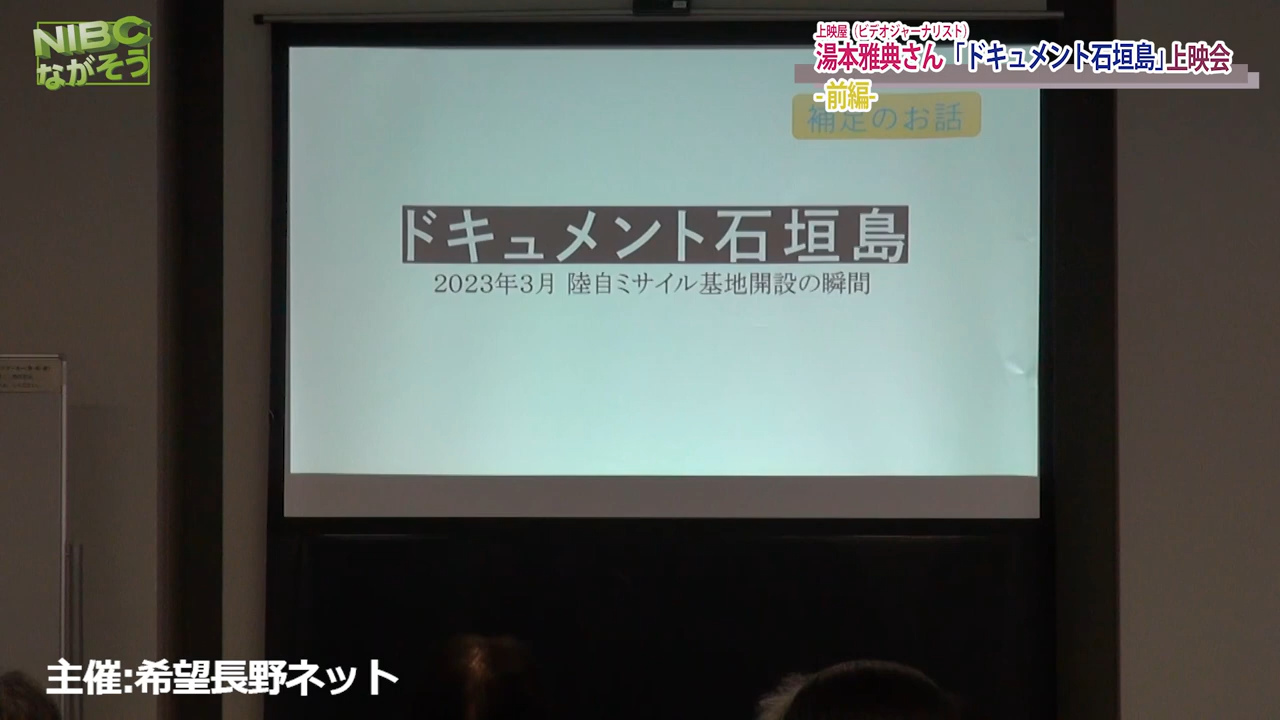 NIBC
ながそう
上映屋（ビデオジャーナリスト）
湯本雅典さん「ドキュメント石垣島」上映会
-前編-
補足のお話
ドキュメント石垣島
2023年3月 陸自ミサイル基地開設の瞬間
主催:希望長野ネット